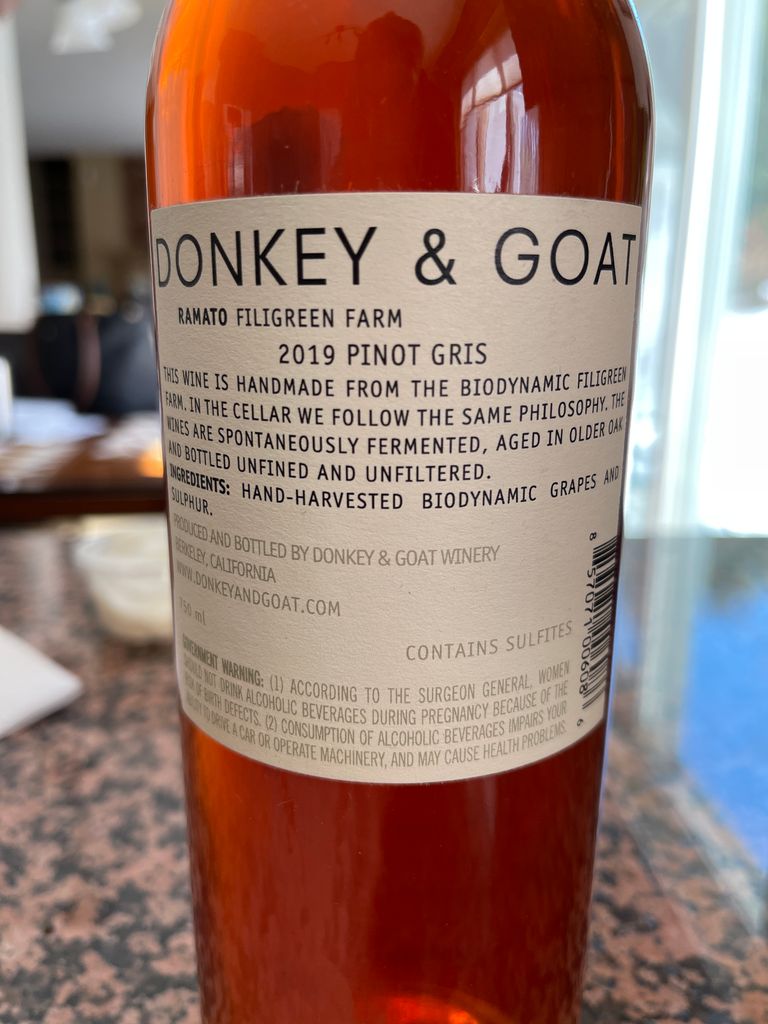 DONKEY & GOAT
RAMATO FILIGREEN FARM
2019 PINOT GRIS
THIS WINE IS HANDMADE FROM THE BIODYNAMIC FILIGREEN
FARM. IN THE CELLAR WE FOLLOW THE SAME PHILOSOPHY. THE
WINES ARE SPONTANEOUSLY FERMENTED, AGED IN OLDER OAK
AND BOTTLED UNFINED AND UNFILTERED.
INGREDIENTS: HAND-HARVESTED BIODYNAMIC GRAPES AND
SULPHUR.
PRODUCED AND BOTTLED BY DONKEY & GOAT WINERY
BERKELEY, CALIFORNIA
WWW.DONKEYANDGOAT.COM
750 ml
CONTAINS SULFITES
GOVERNMENT WARNING: (1) ACCORDING TO THE SURGEON GENERAL, WOMEN
SHOULD NOT DRINK ALCOHOLIC BEVERAGES DURING PREGNANCY BECAUSE OF THE
RISK OF BIRTH DEFECTS. (2) CONSUMPTION OF ALCOHOLIC BEVERAGES IMPAIRS YOUR
ABILITY TO DRIVE A CAR OR OPERATE MACHINERY, AND MAY CAUSE HEALTH PROBLEMS.
8 57071 00608 6